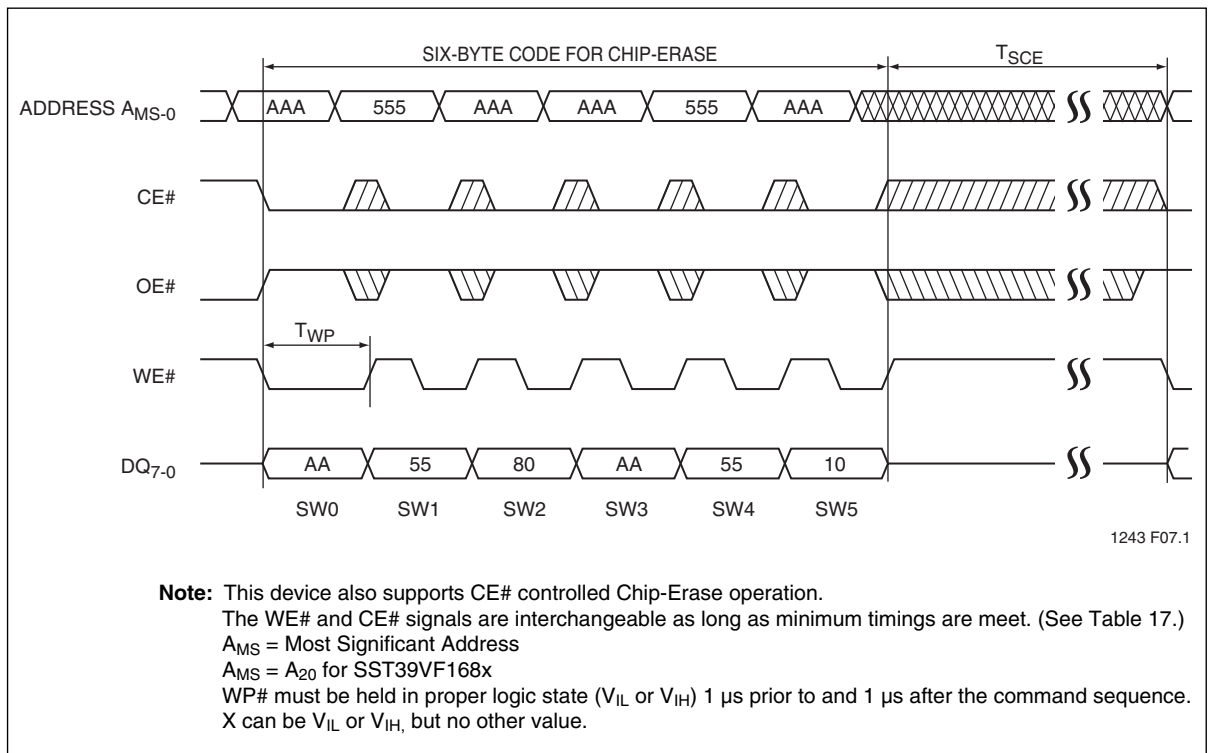 SIX-BYTE CODE FOR CHIP-ERASE TSCE
ADDRESS AMS-0 AAA 555 AAA AAA 555 AAA
CE#
OE#
TWP
WE#
DQ7-0 AA 55 80 AA 55 10
SW0 SW1 SW2 SW3 SW4 SW5
1243 F07.1
Note: This device also supports CE# controlled Chip-Erase operation.
The WE# and CE# signals are interchangeable as long as minimum timings are meet. (See Table 17.)
AMS = Most Significant Address
AMS = A20 for SST39VF168x
WP# must be held in proper logic state (VIL or VIH) 1 µs prior to and 1 µs after the command sequence.
X can be VIL or VIH, but no other value.